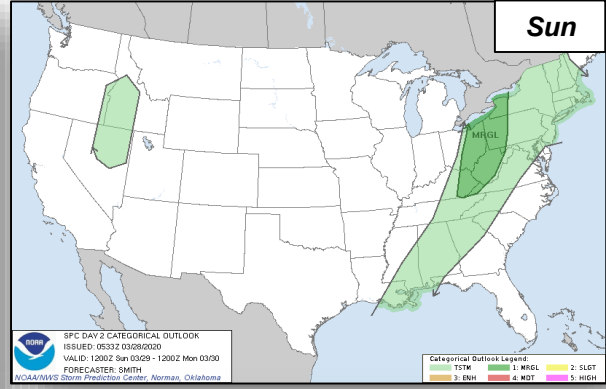 Sun
MRGL
NOAA
SPC DAY 2 CATEGORICAL OUTLOOK
ISSUED: 0533Z 03/28/2020
VALID: 1200Z Sun 03/29 - 1200Z Mon 03/30
FORECASTER: SMITH
NOAA/NWS Storm Prediction Center, Norman, Oklahoma
Categorical Outlook Legend:
TSTM 1: MRGL 2: SLGT
3: ENH 4: MDT 5: HIGH